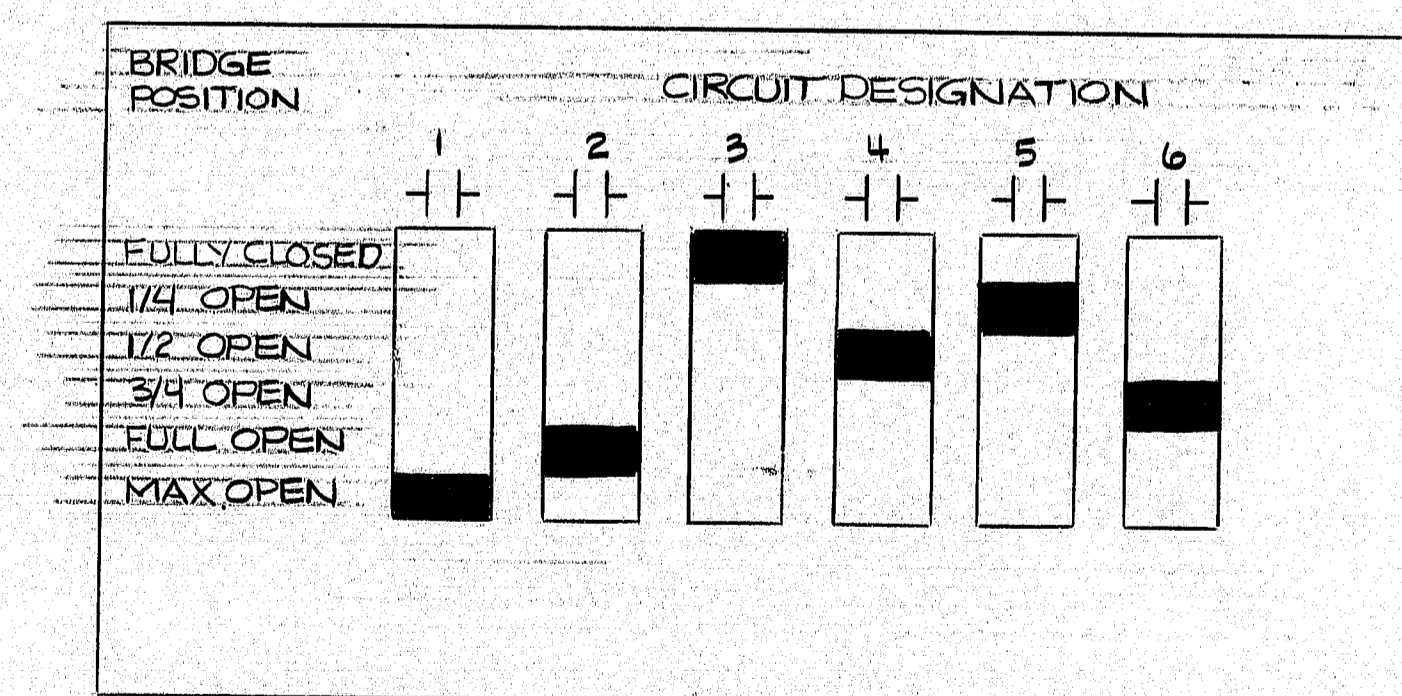 BRIDGE
POSITION
CIRCUIT DESIGNATION
1 2 3 4 5 6
FULLY CLOSED
1/4 OPEN
1/2 OPEN
3/4 OPEN
FULL OPEN
MAX OPEN